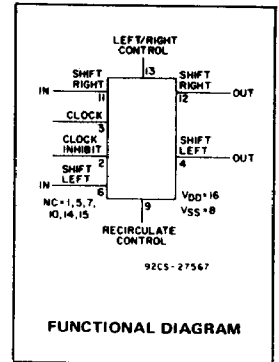 LEFT/RIGHT
CONTROL
13
SHIFT
RIGHT
IN
11
SHIFT
RIGHT
12
OUT
CLOCK
3
CLOCK
INHIBIT
2
SHIFT
LEFT
4
OUT
SHIFT
LEFT
IN
6
NC=1,5,7,
10,14,15
9
VDD=16
VSS=8
RECIRCULATE
CONTROL
92CS-27567
FUNCTIONAL DIAGRAM